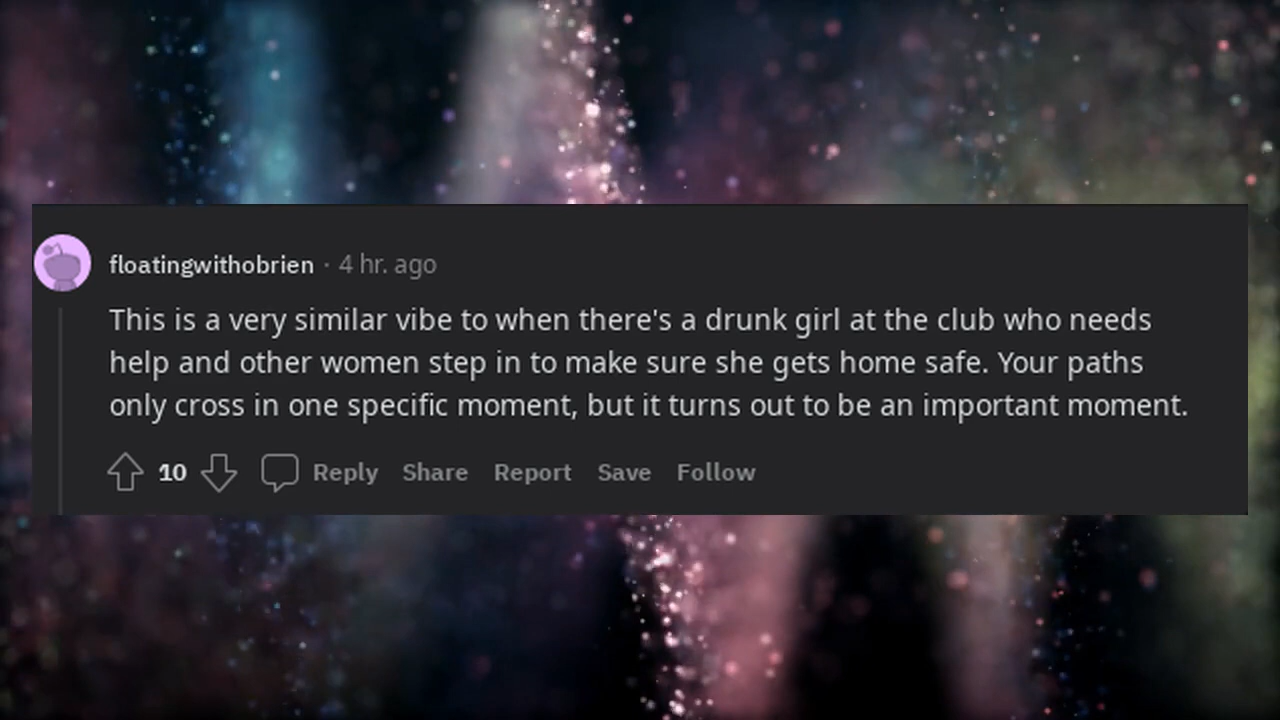 floatingwithobrien · 4 hr. ago
This is a very similar vibe to when there's a drunk girl at the club who needs
help and other women step in to make sure she gets home safe. Your paths
only cross in one specific moment, but it turns out to be an important moment.
10 Reply Share Report Save Follow